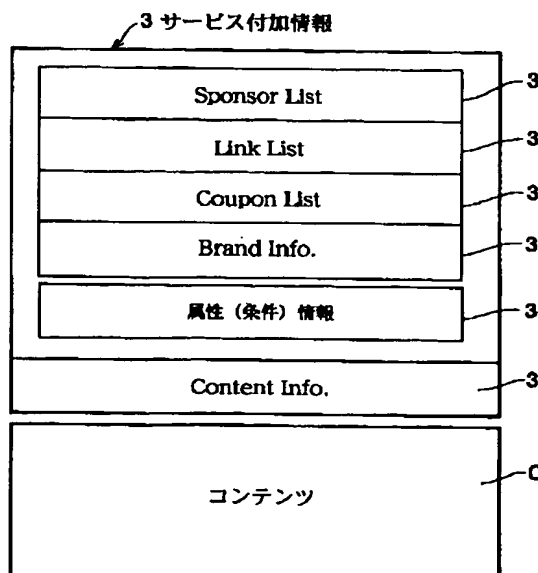 3 サービス付加情報
Sponsor List 3
Link List 3
Coupon List 3
Brand Info. 3
属性（条件）情報 3
Content Info. 3
コンテンツ